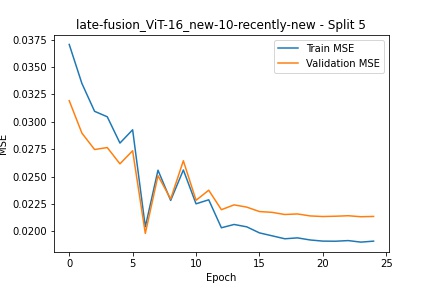 late-fusion_ViT-16_new-10-recently-new - Split 5
Train MSE
Validation MSE
0.0375
0.0350
0.0325
0.0300
0.0275
0.0250
0.0225
0.0200
MSE
0 5 10 15 20 25
Epoch